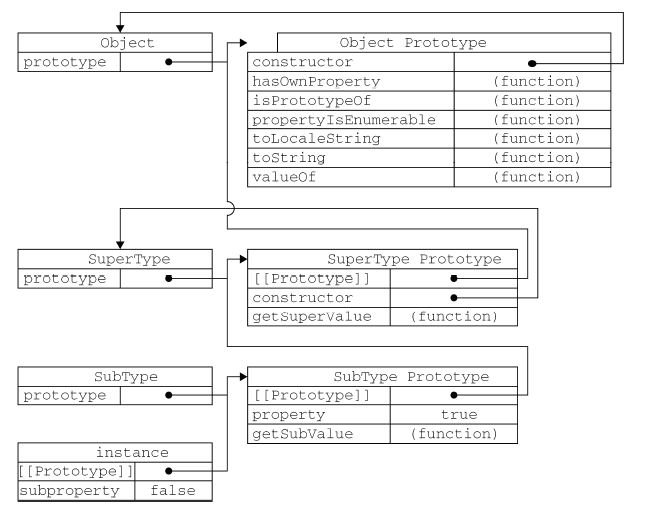 Object
prototype
Object Prototype
constructor
hasOwnProperty (function)
isPrototypeOf (function)
propertyIsEnumerable (function)
toLocaleString (function)
toString (function)
valueOf (function)
SuperType
prototype
SuperType Prototype
[[Prototype]]
constructor
getSuperValue (function)
SubType
prototype
SubType Prototype
[[Prototype]]
property true
getSubValue (function)
instance
[[Prototype]]
subproperty false